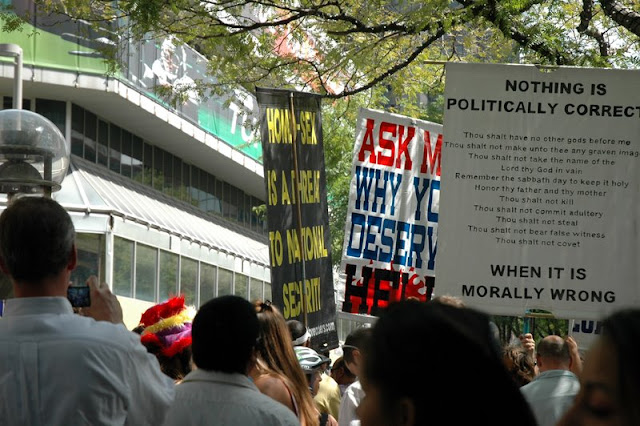 HOMO-SEX
IS A THREAT
TO NATIONAL
SECURITY!
ASK M
WHY YO
DESERV
HELL
NOTHING IS
POLITICALLY CORRECT
Thou shalt have no other gods before me
Thou shalt not make unto thee any graven imag
Thou shalt not take the name of the
Lord thy God in vain
Remember the sabbath day to keep it holy
Honor thy father and thy mother
Thou shalt not kill
Thou shalt not commit adultory
Thou shalt not steal
Thou shalt not bear false witness
Thou shalt not covet
WHEN IT IS
MORALLY WRONG